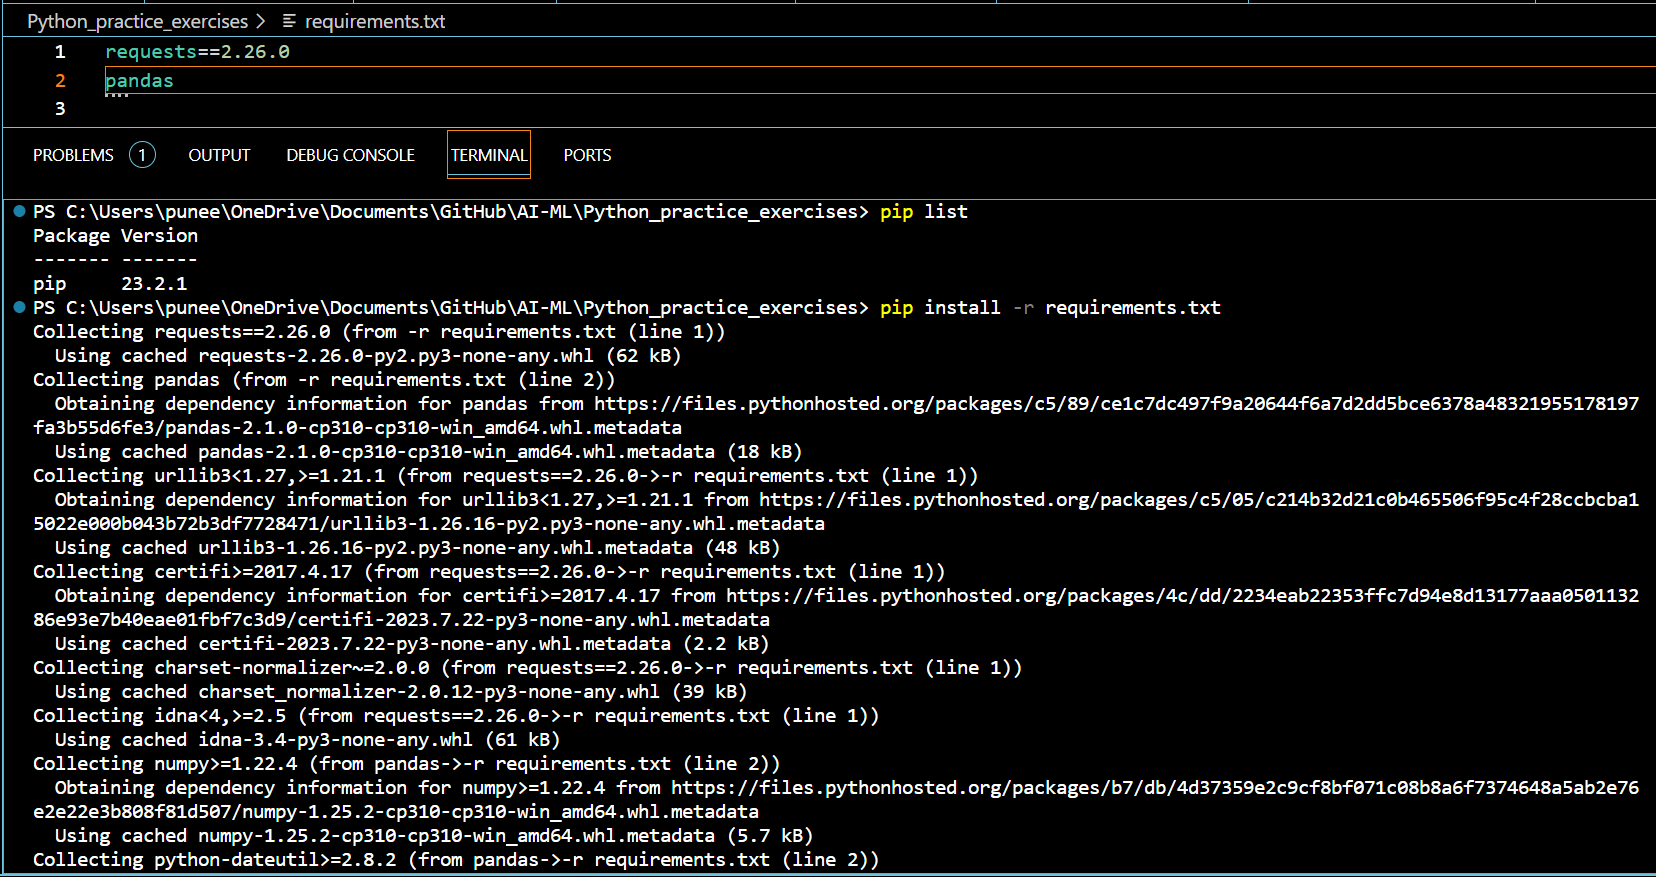 Python_practice_exercises > requirements.txt
1 requests==2.26.0
2 pandas
3
PROBLEMS 1 OUTPUT DEBUG CONSOLE TERMINAL PORTS
PS C:\Users\punee\OneDrive\Documents\GitHub\AI-ML\Python_practice_exercises> pip list
Package Version
------- -------
pip     23.2.1
PS C:\Users\punee\OneDrive\Documents\GitHub\AI-ML\Python_practice_exercises> pip install -r requirements.txt
Collecting requests==2.26.0 (from -r requirements.txt (line 1))
  Using cached requests-2.26.0-py2.py3-none-any.whl (62 kB)
Collecting pandas (from -r requirements.txt (line 2))
  Obtaining dependency information for pandas from https://files.pythonhosted.org/packages/c5/89/ce1c7dc497f9a20644f6a7d2dd5bce6378a48321955178197
fa3b55d6fe3/pandas-2.1.0-cp310-cp310-win_amd64.whl.metadata
  Using cached pandas-2.1.0-cp310-cp310-win_amd64.whl.metadata (18 kB)
Collecting urllib3<1.27,>=1.21.1 (from requests==2.26.0->-r requirements.txt (line 1))
  Obtaining dependency information for urllib3<1.27,>=1.21.1 from https://files.pythonhosted.org/packages/c5/05/c214b32d21c0b465506f95c4f28ccbcba1
5022e000b043b72b3df7728471/urllib3-1.26.16-py2.py3-none-any.whl.metadata
  Using cached urllib3-1.26.16-py2.py3-none-any.whl.metadata (48 kB)
Collecting certifi>=2017.4.17 (from requests==2.26.0->-r requirements.txt (line 1))
  Obtaining dependency information for certifi>=2017.4.17 from https://files.pythonhosted.org/packages/4c/dd/2234eab22353ffc7d94e8d13177aaa0501132
86e93e7b40eae01fbf7c3d9/certifi-2023.7.22-py3-none-any.whl.metadata
  Using cached certifi-2023.7.22-py3-none-any.whl.metadata (2.2 kB)
Collecting charset-normalizer~=2.0.0 (from requests==2.26.0->-r requirements.txt (line 1))
  Using cached charset_normalizer-2.0.12-py3-none-any.whl (39 kB)
Collecting idna<4,>=2.5 (from requests==2.26.0->-r requirements.txt (line 1))
  Using cached idna-3.4-py3-none-any.whl (61 kB)
Collecting numpy>=1.22.4 (from pandas->-r requirements.txt (line 2))
  Obtaining dependency information for numpy>=1.22.4 from https://files.pythonhosted.org/packages/b7/db/4d37359e2c9cf8bf071c08b8a6f7374648a5ab2e76
e2e22e3b808f81d507/numpy-1.25.2-cp310-cp310-win_amd64.whl.metadata
  Using cached numpy-1.25.2-cp310-cp310-win_amd64.whl.metadata (5.7 kB)
Collecting python-dateutil>=2.8.2 (from pandas->-r requirements.txt (line 2))